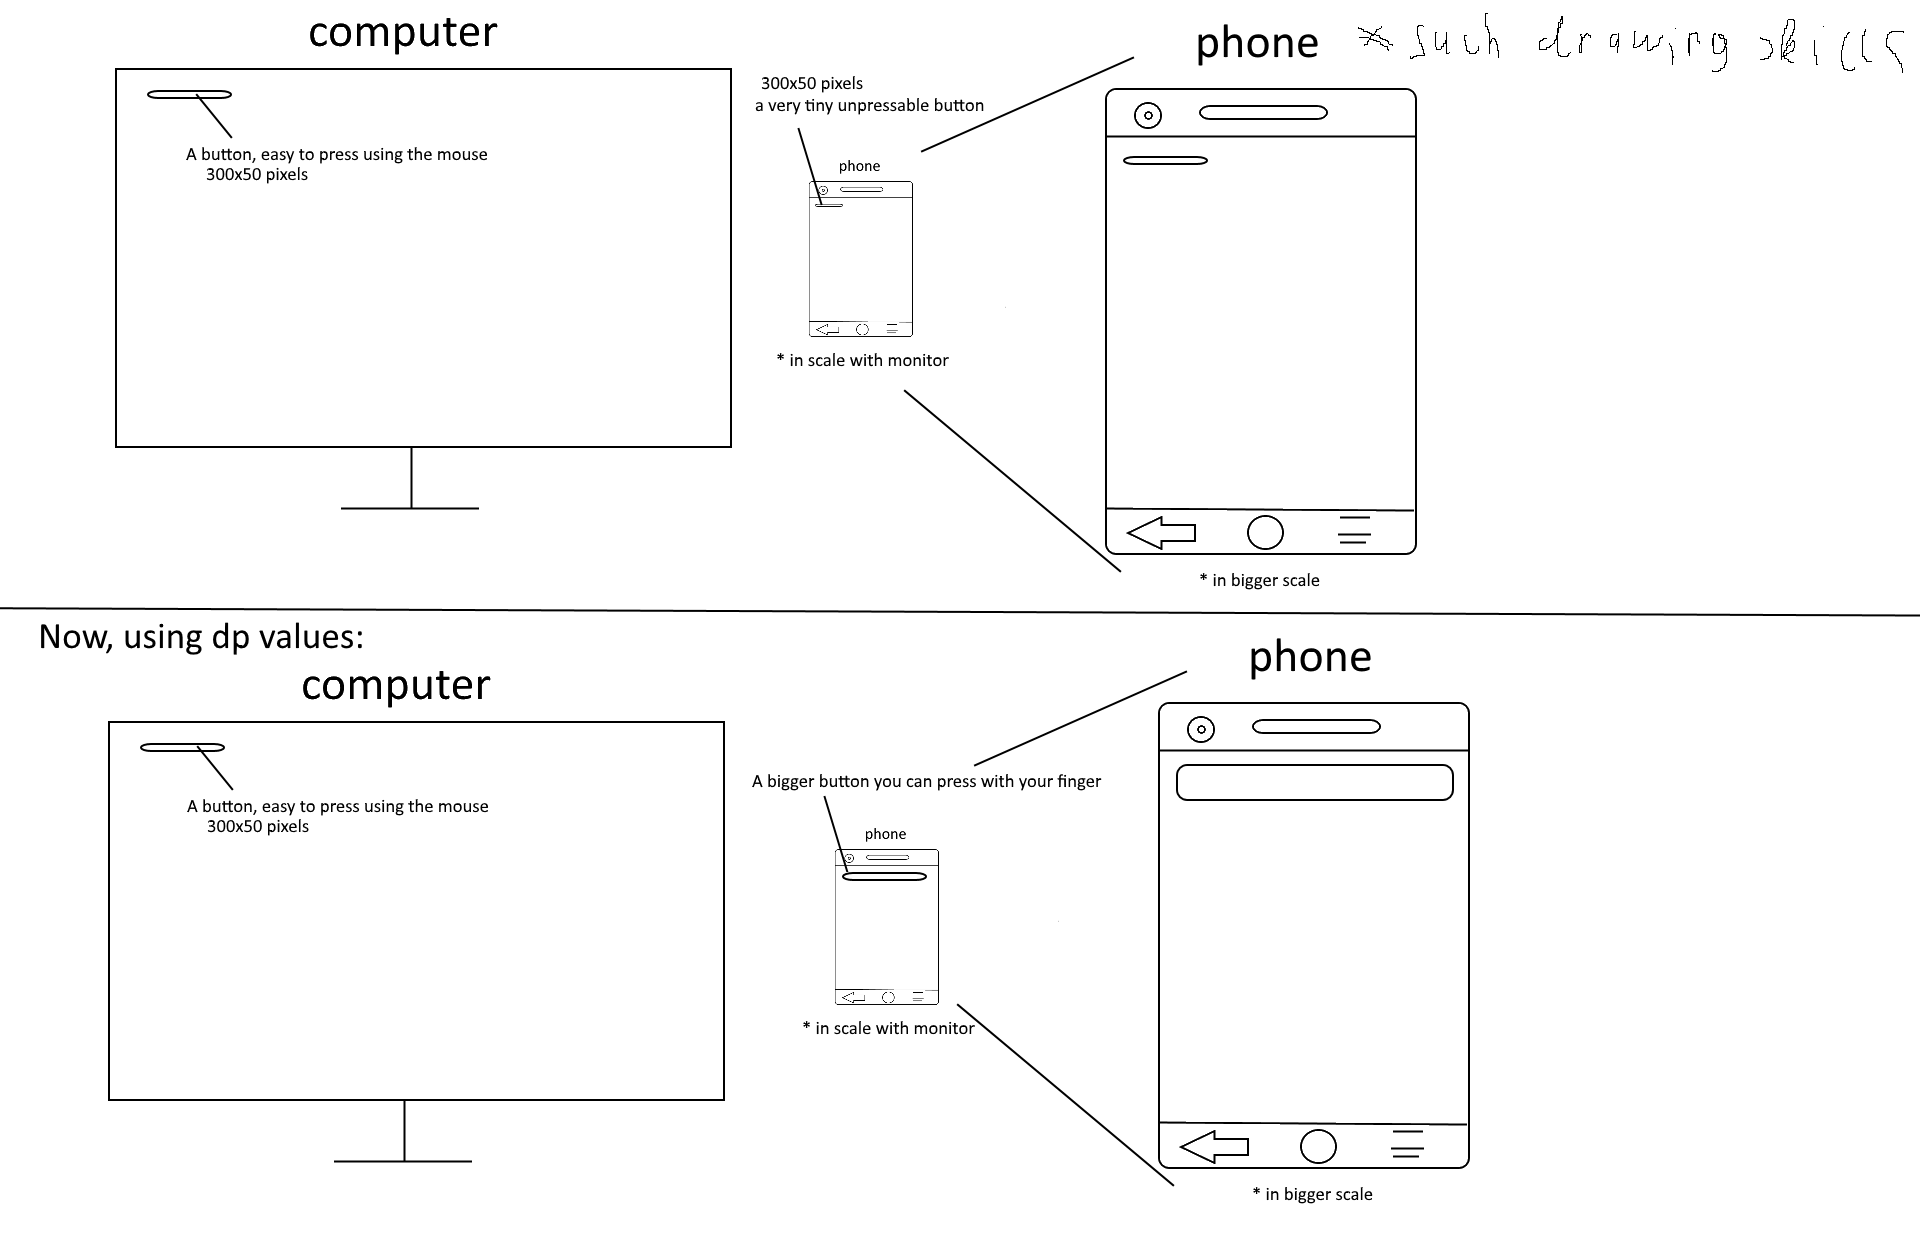 computer
phone
* such drawing skills
300x50 pixels
a very tiny unpressable button
A button, easy to press using the mouse
300x50 pixels
phone
* in scale with monitor
* in bigger scale
Now, using dp values:
computer
phone
A button, easy to press using the mouse
300x50 pixels
A bigger button you can press with your finger
phone
* in scale with monitor
* in bigger scale